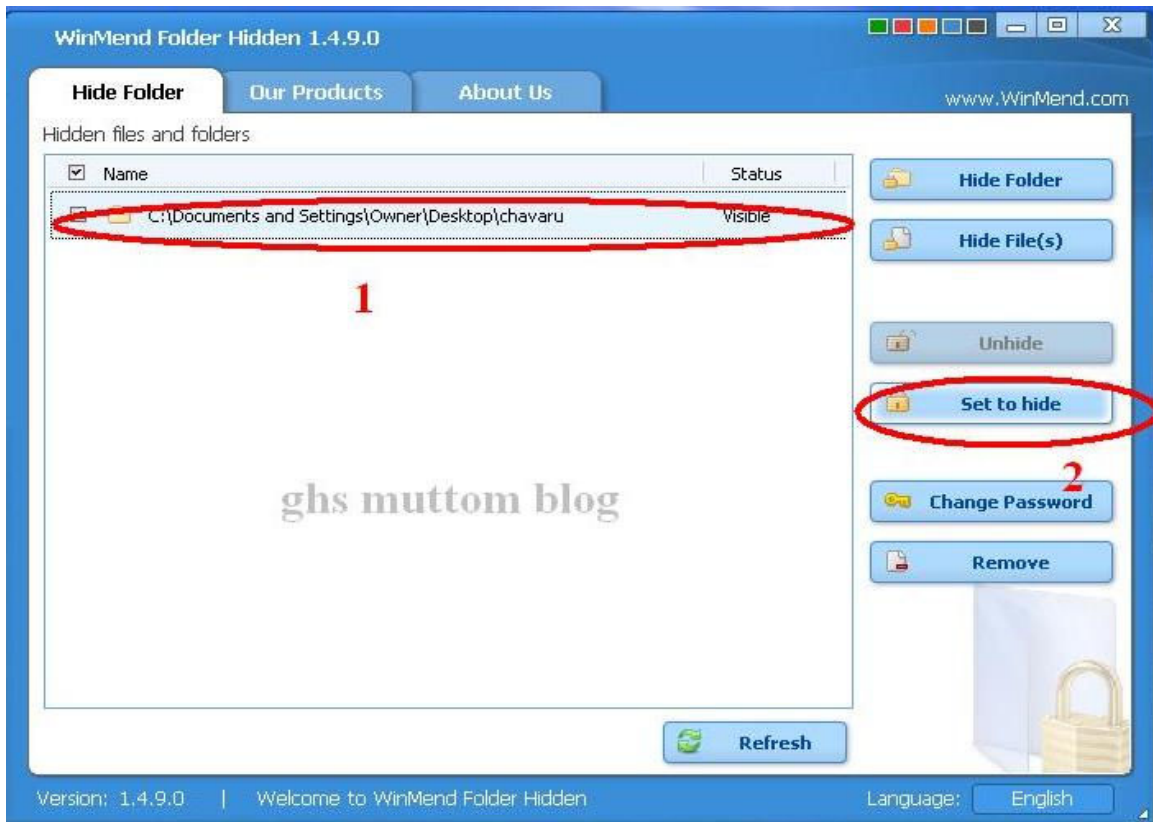 WinMend Folder Hidden 1.4.9.0
Hide Folder
Our Products
About Us
www.WinMend.com
Hidden files and folders
Name
Status
C:\Documents and Settings\Owner\Desktop\chavaru
Visible
1
Hide Folder
Hide File(s)
Unhide
Set to hide
2
Change Password
Remove
ghs muttom blog
Refresh
Version: 1.4.9.0 | Welcome to WinMend Folder Hidden
Language: English